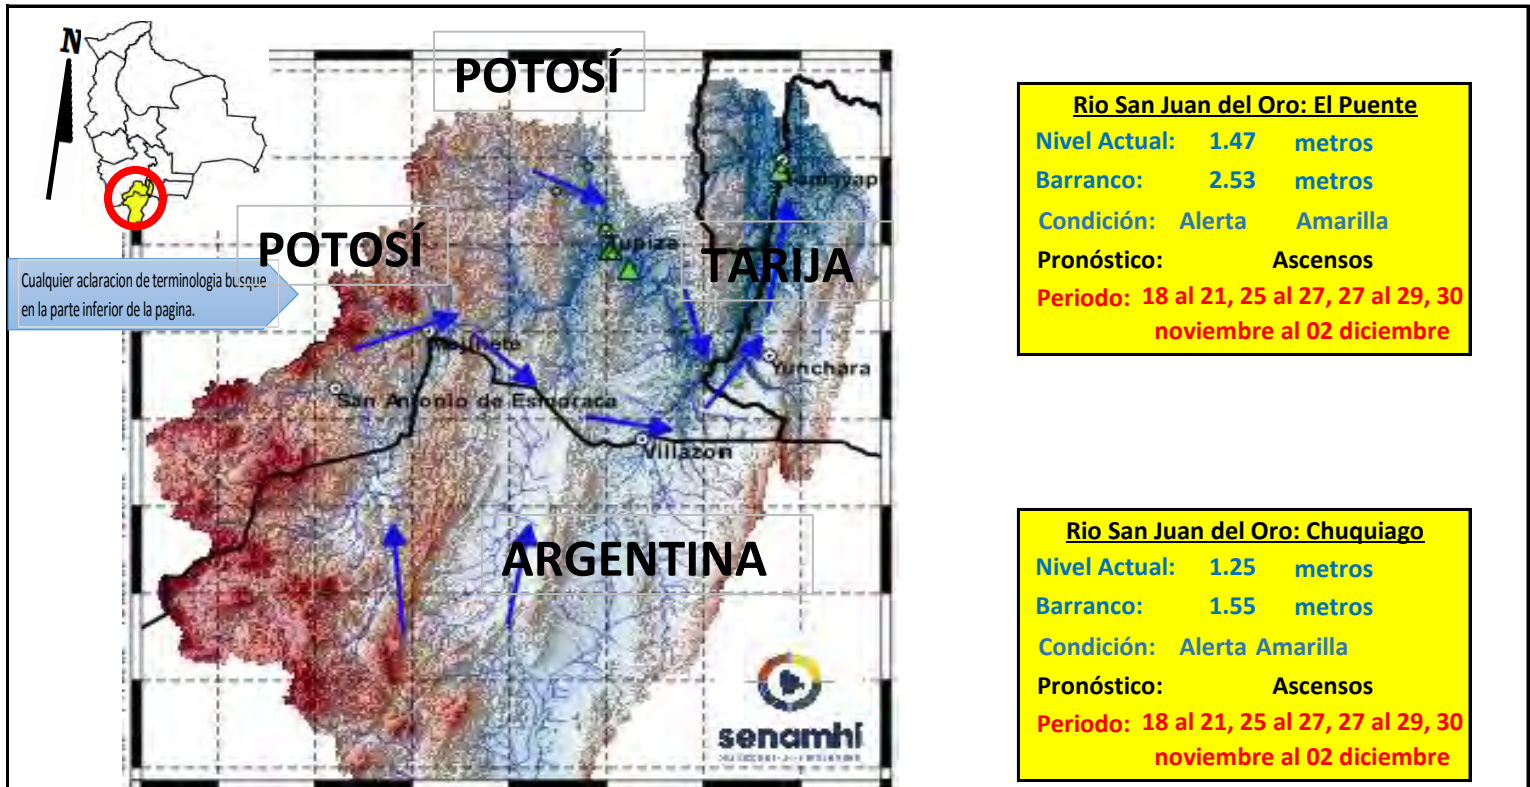 N
POTOSÍ
POTOSÍ
TARIJA
ARGENTINA
Cualquier aclaracion de terminologia busque
en la parte inferior de la pagina.
Tupiza
Yunchara
San Antonio de Esmoraca
Villazon
senamhi
Rio San Juan del Oro: El Puente
Nivel Actual: 1.47 metros
Barranco: 2.53 metros
Condición: Alerta Amarilla
Pronóstico: Ascensos
Periodo: 18 al 21, 25 al 27, 27 al 29, 30
noviembre al 02 diciembre
Rio San Juan del Oro: Chuquiago
Nivel Actual: 1.25 metros
Barranco: 1.55 metros
Condición: Alerta Amarilla
Pronóstico: Ascensos
Periodo: 18 al 21, 25 al 27, 27 al 29, 30
noviembre al 02 diciembre